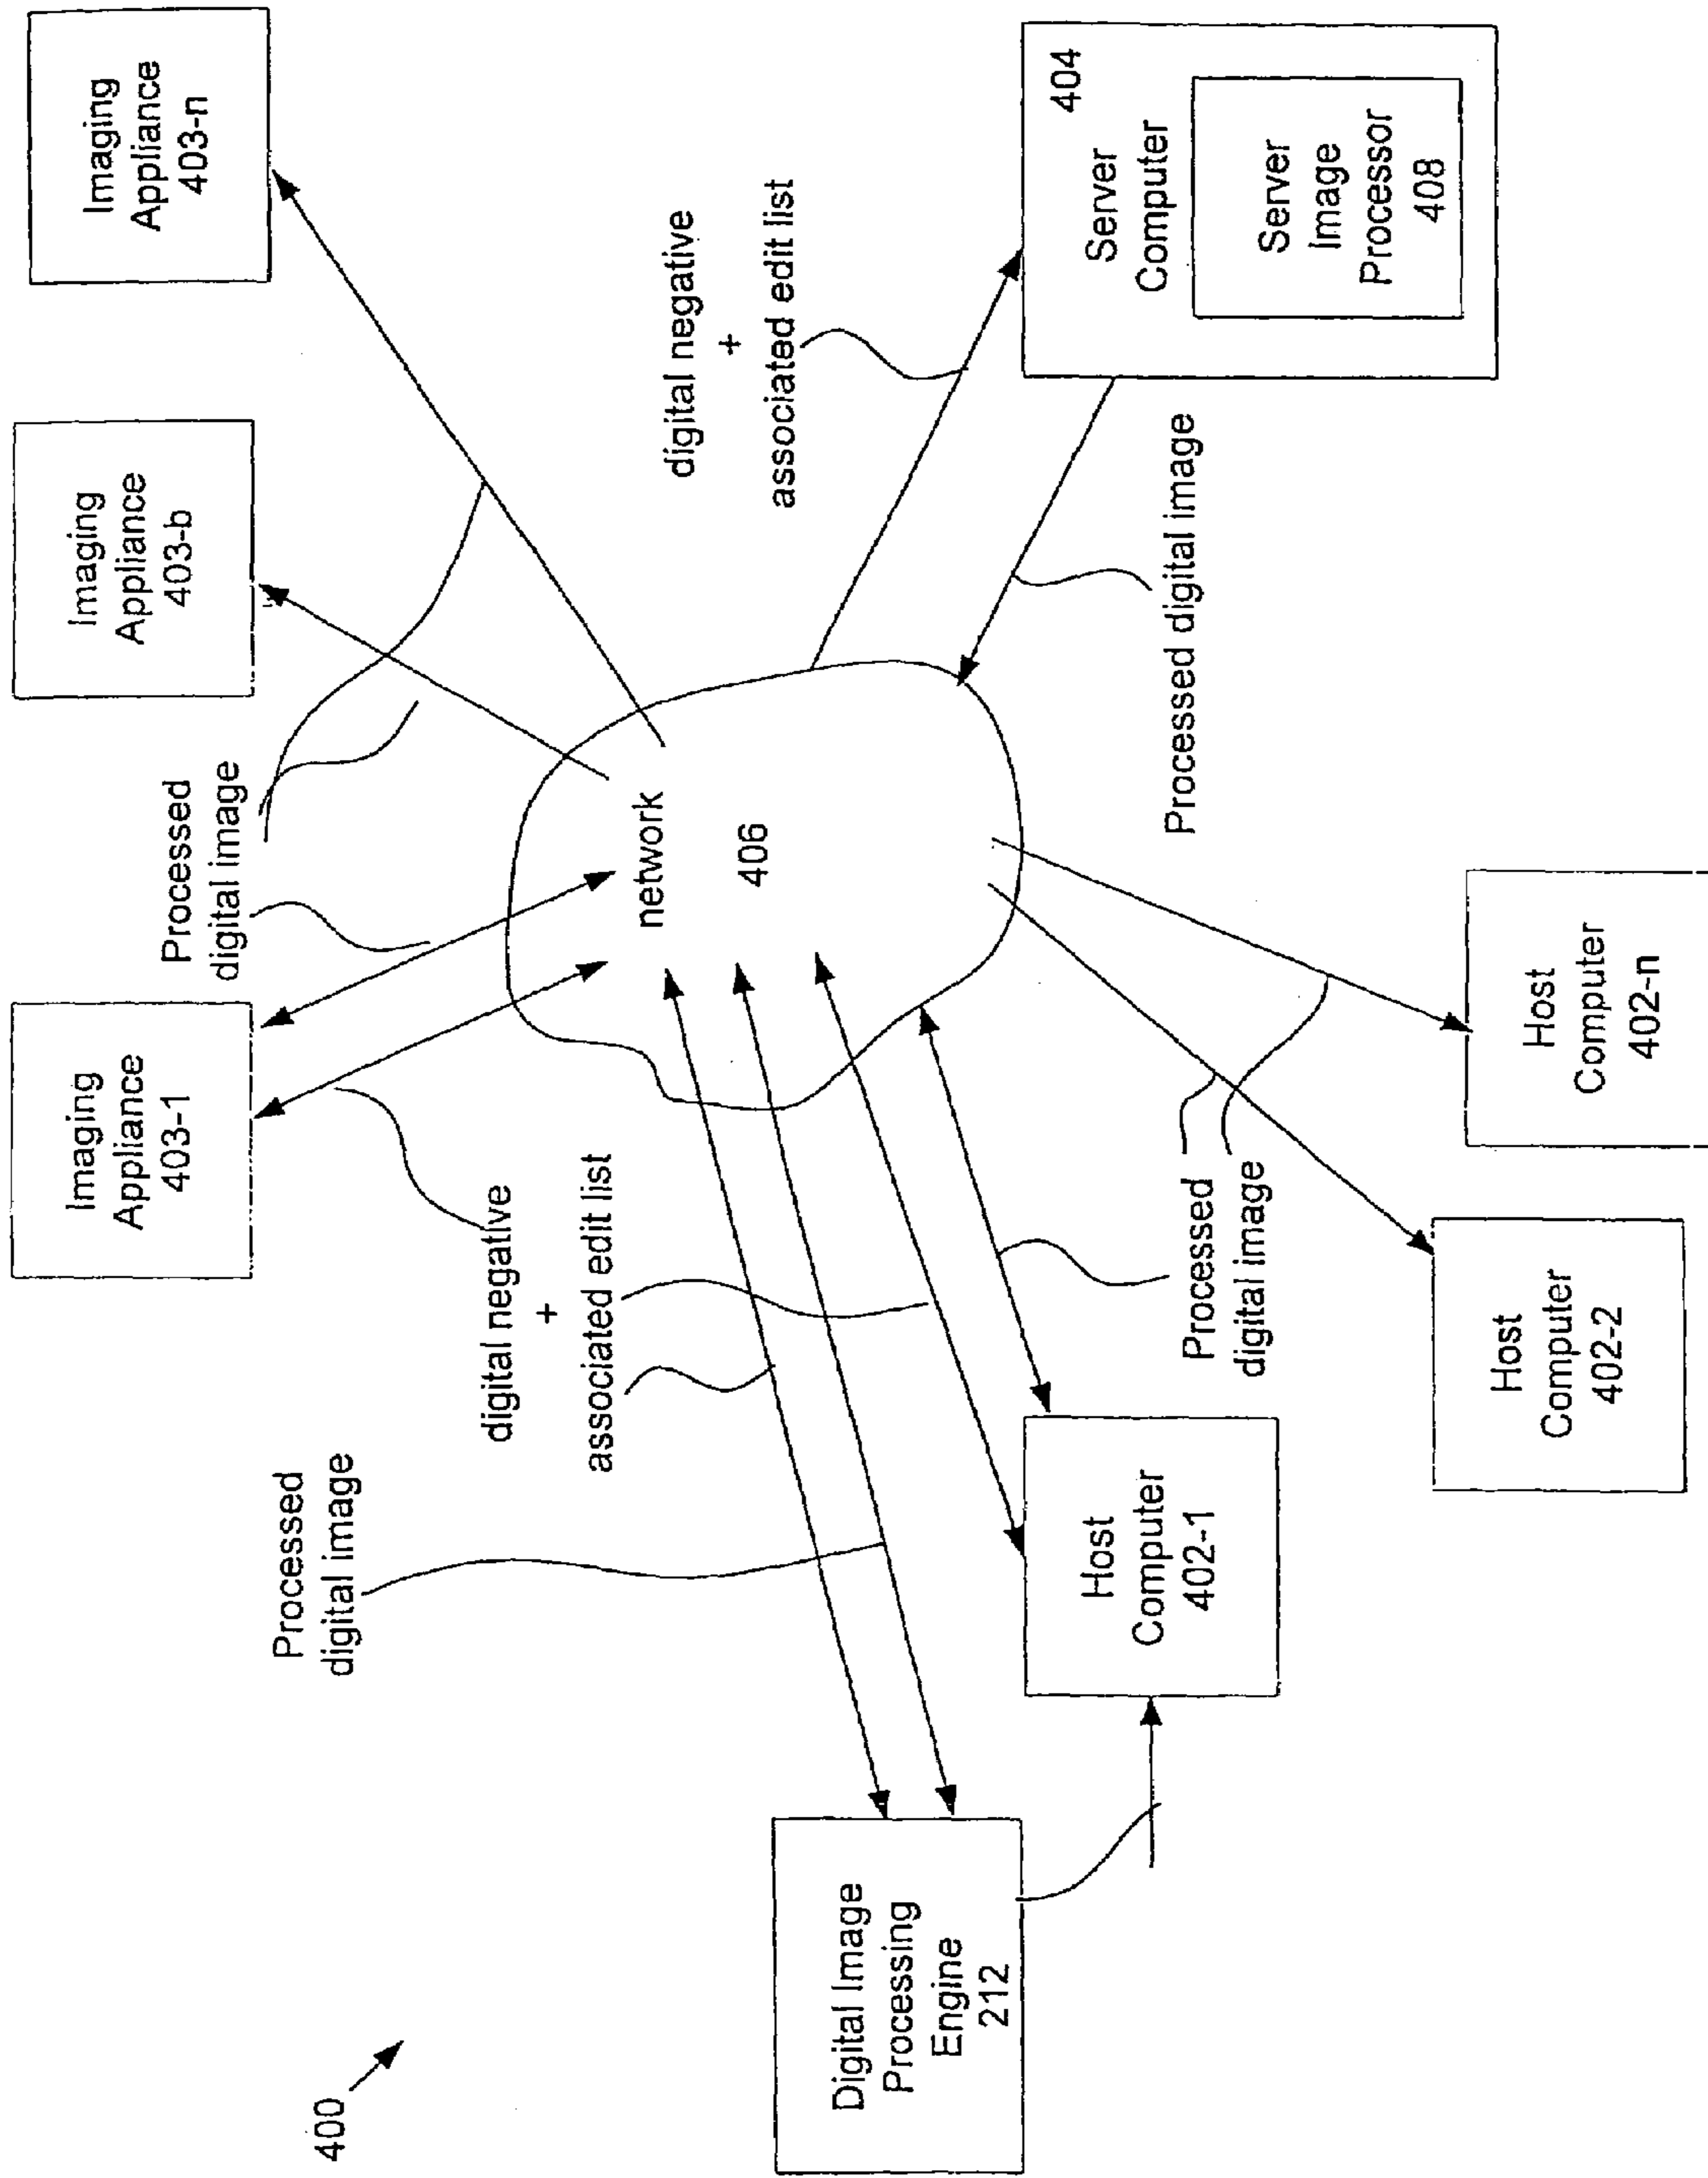 400
Imaging
Appliance
403-1
Imaging
Appliance
403-b
Imaging
Appliance
403-n
Processed
digital image
Processed
digital image
digital negative
+
associated edit list
digital negative
+
associated edit list
network
406
Digital Image
Processing
Engine
212
Host
Computer
402-1
Processed
digital image
Processed digital image
Server
Computer
404
Server
Image
Processor
408
Host
Computer
402-2
Host
Computer
402-n